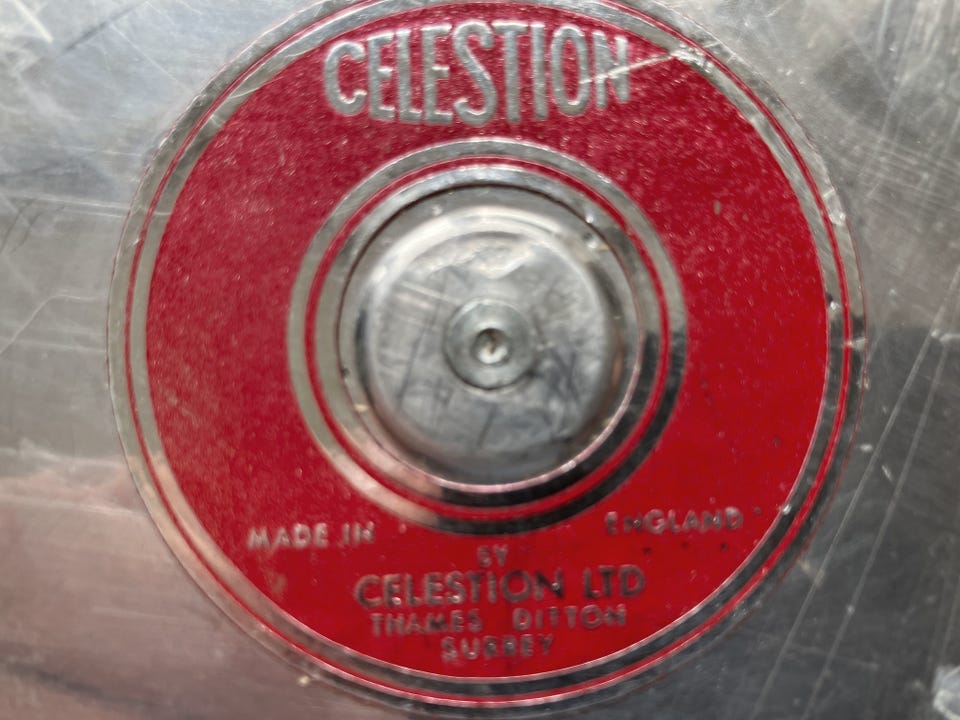 CELESTION
MADE IN ENGLAND
BY
CELESTION LTD
THAMES DITTON
SURREY